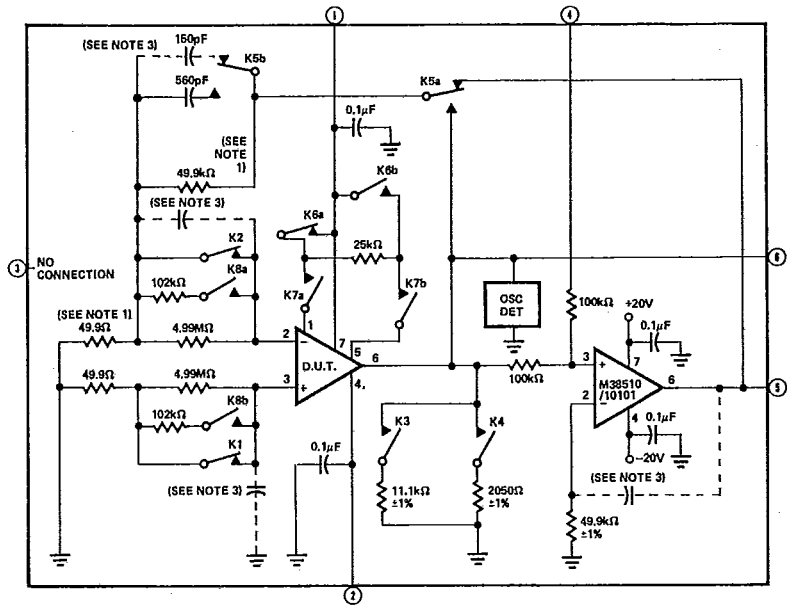 1
4
(SEE NOTE 3)
150pF
K5b
560pF
K5a
0.1μF
(SEE
NOTE
1)
K6b
49.9kΩ
(SEE NOTE 3)
K6a
K2
25kΩ
6
3
NO
CONNECTION
K8a
102kΩ
K7a
K7b
OSC
DET
100kΩ
+20V
(SEE NOTE 1)
49.9Ω
4.99MΩ
2
−
1
7
5
6
D.U.T.
0.1μF
3
+
7
49.9Ω
4.99MΩ
3
+
4
100kΩ
M38510
/10101
6
5
2
−
4
102kΩ
K8b
K1
K3
K4
0.1μF
0.1μF
−20V
(SEE NOTE 3)
(SEE NOTE 3)
11.1kΩ
±1%
2050Ω
±1%
49.9kΩ
±1%
2